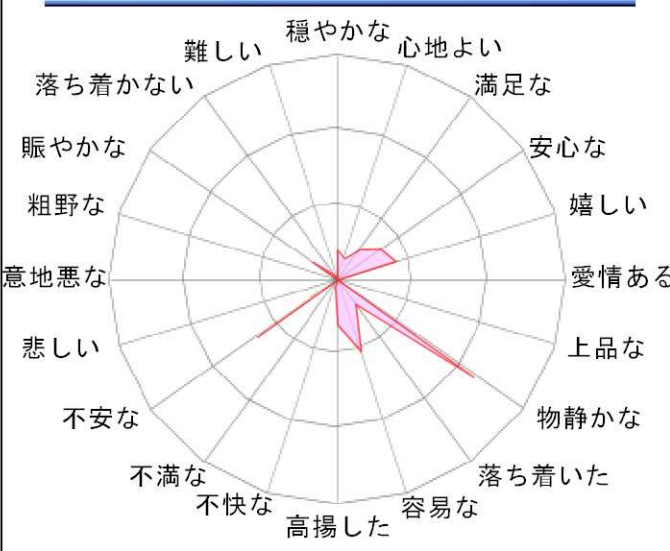 穏やかな
心地よい
満足な
安心な
嬉しい
愛情ある
上品な
物静かな
落ち着いた
容易な
高揚した
不快な
不満な
不安な
悲しい
意地悪な
粗野な
賑やかな
落ち着かない
難しい